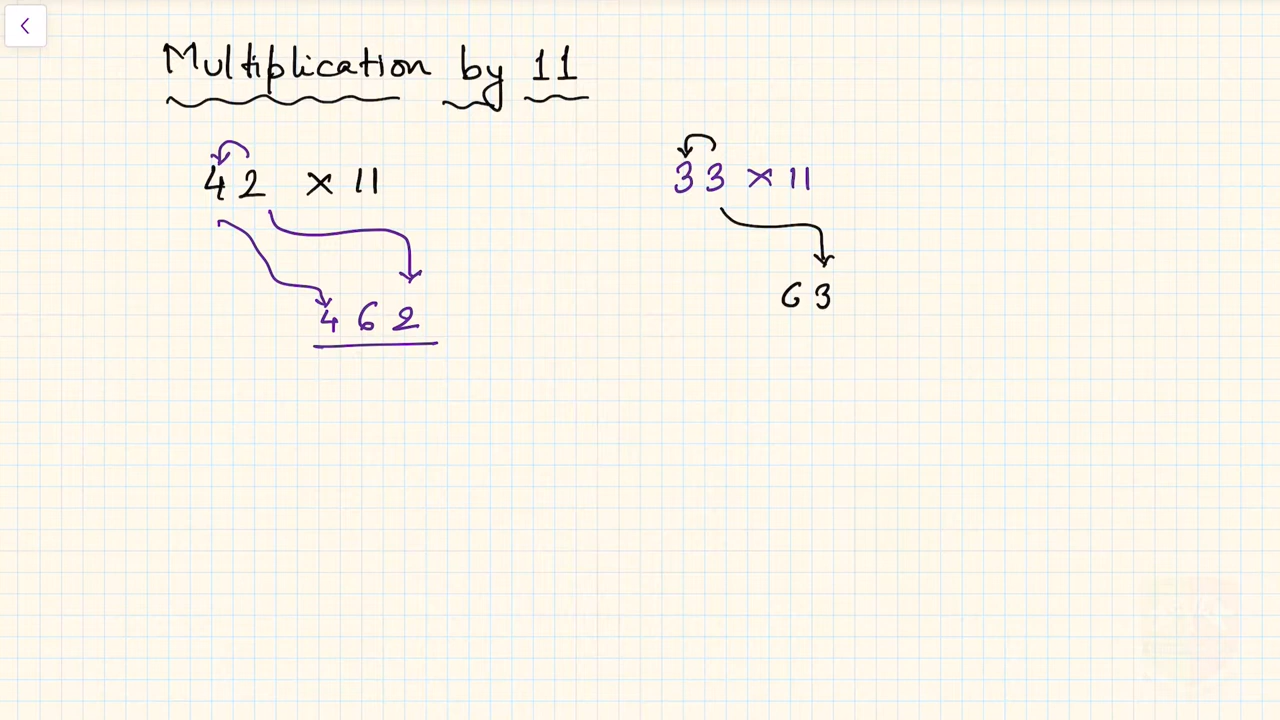 Multiplication by 11
42 × 11
462
33 × 11
63